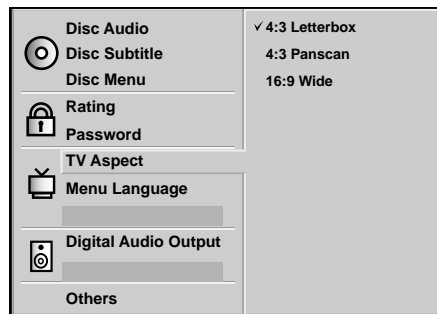 Disc Audio
Disc Subtitle
Disc Menu
Rating
Password
TV Aspect
Menu Language
Digital Audio Output
Others
✓ 4:3 Letterbox
4:3 Panscan
16:9 Wide